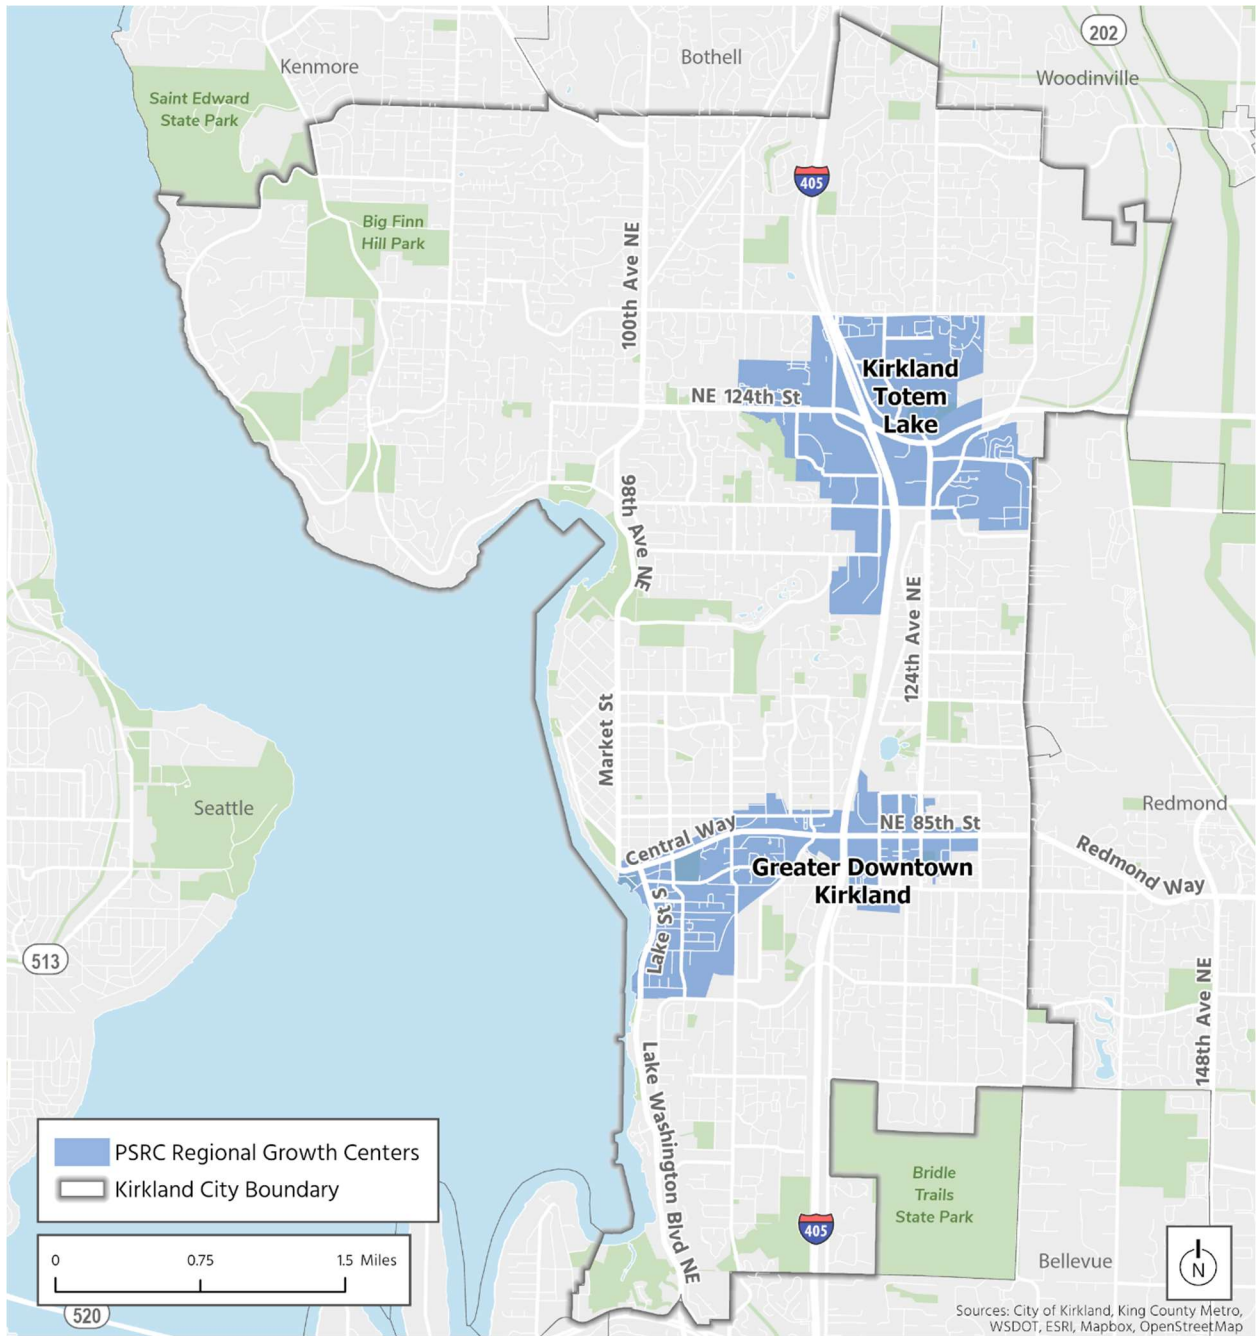 202
Kenmore
Bothell
Woodinville
Saint Edward
State Park
405
Big Finn
Hill Park
100th Ave NE
Kirkland
Totem
Lake
NE 124th St
98th Ave NE
124th Ave NE
Market St
Seattle
Redmond
NE 85th St
Central Way
Redmond Way
Greater Downtown
Kirkland
Lake St S
513
148th Ave NE
Lake Washington Blvd NE
PSRC Regional Growth Centers
Kirkland City Boundary
Bridle
Trails
State Park
405
Bellevue
0 0.75 1.5 Miles
N
520
Sources: City of Kirkland, King County Metro,
WSDOT, ESRI, Mapbox, OpenStreetMap